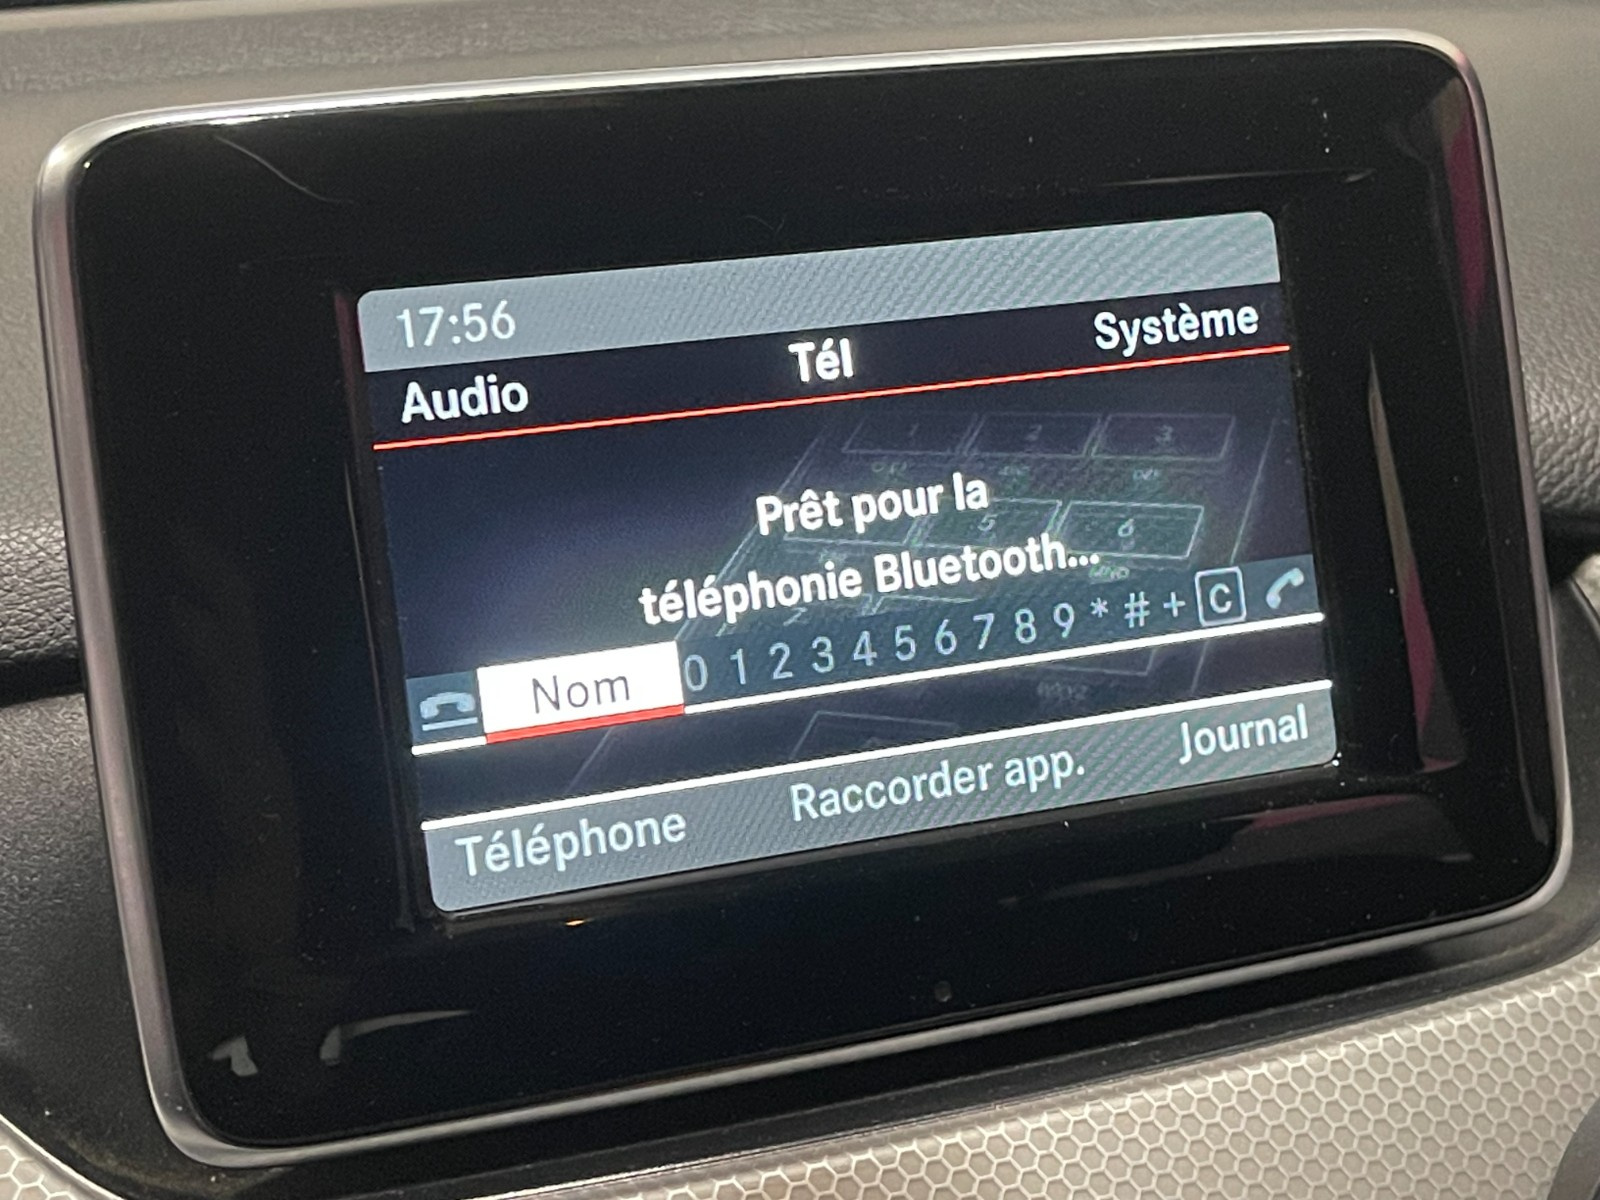 17:56
Audio Tél Système
Prêt pour la
téléphonie Bluetooth...
Nom 0 1 2 3 4 5 6 7 8 9 * # + C
Téléphone Raccorder app. Journal